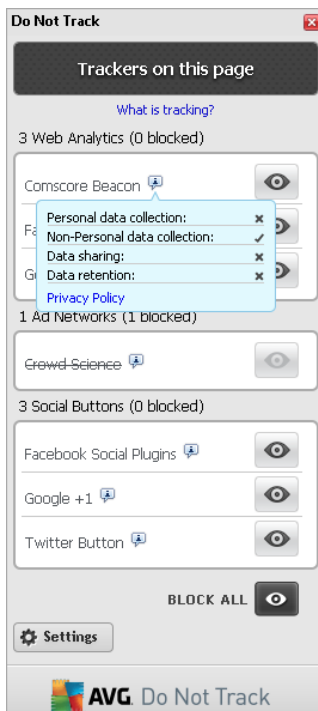 Do Not Track
Trackers on this page
What is tracking?
3 Web Analytics (0 blocked)
Comscore Beacon
Personal data collection:
Non-Personal data collection:
Data sharing:
Data retention:
Privacy Policy
1 Ad Networks (1 blocked)
Crowd Science
3 Social Buttons (0 blocked)
Facebook Social Plugins
Google +1
Twitter Button
BLOCK ALL
Settings
AVG. Do Not Track